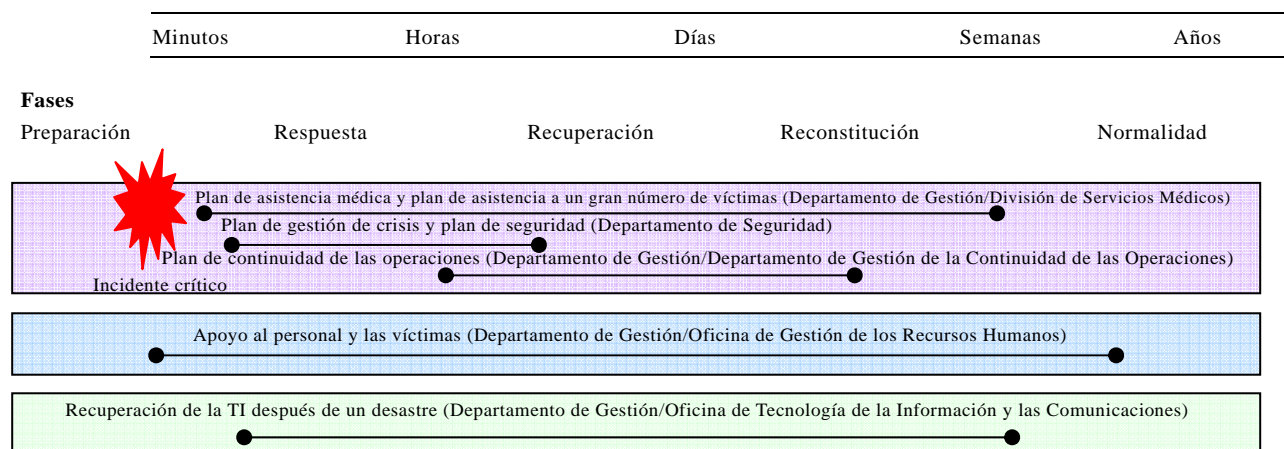 Minutos Horas Días Semanas Años
Fases
Preparación Respuesta Recuperación Reconstitución Normalidad
Plan de asistencia médica y plan de asistencia a un gran número de víctimas (Departamento de Gestión/División de Servicios Médicos)
Plan de gestión de crisis y plan de seguridad (Departamento de Seguridad)
Plan de continuidad de las operaciones (Departamento de Gestión/Departamento de Gestión de la Continuidad de las Operaciones)
Incidente crítico
Apoyo al personal y las víctimas (Departamento de Gestión/Oficina de Gestión de los Recursos Humanos)
Recuperación de la TI después de un desastre (Departamento de Gestión/Oficina de Tecnología de la Información y las Comunicaciones)